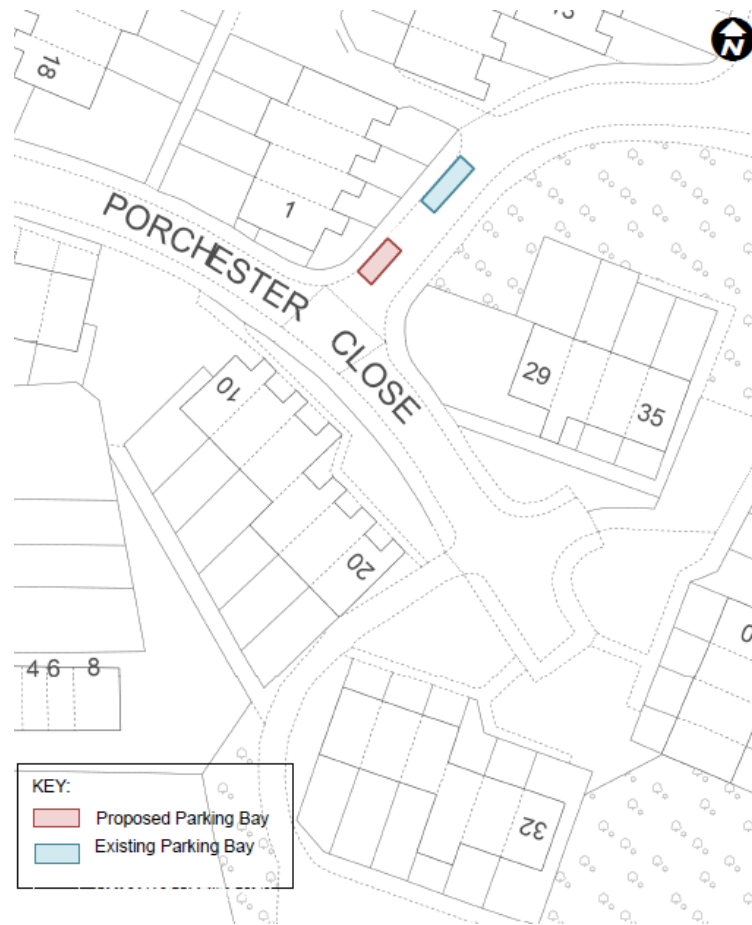 N
18
1
PORCHESTER
CLOSE
29
35
10
20
4 6 8
32
KEY:
Proposed Parking Bay
Existing Parking Bay